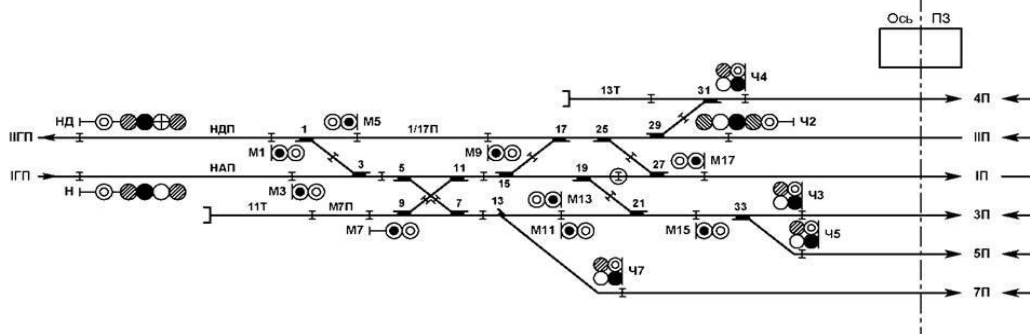 Ось ПЗ
Ч4
13Т 31 4П
НД М5 Ч2
IIГП НДП 1 1/17П 17 25 29 IIП
М1 М9 М17
IГП НАП 3 5 11 15 19 27 IП
Н М3 М13 Ч3
11Т М7П 9 7 13 21 33 3П
М7 М11 М15 Ч5
5П
Ч7
7П